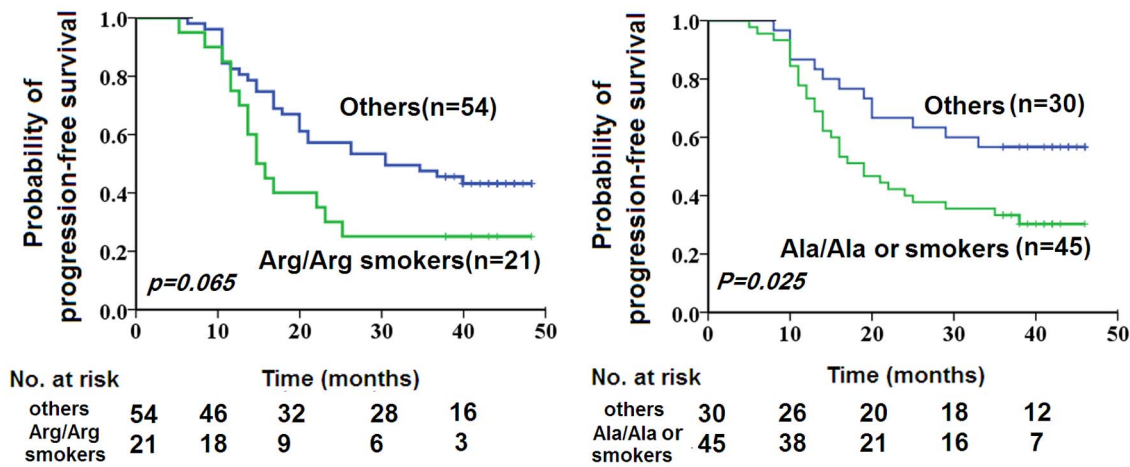 Probability of
progression-free survival
1.0
0.8
0.6
0.4
0.2
0.0
Others(n=54)
Arg/Arg smokers(n=21)
p=0.065
0 10 20 30 40 50
No. at risk Time (months)
others 54 46 32 28 16
Arg/Arg
smokers 21 18 9 6 3
Probability of
progression-free survival
1.0
0.8
0.6
0.4
0.2
0.0
Others (n=30)
Ala/Ala or smokers (n=45)
P=0.025
0 10 20 30 40 50
No. at risk Time (months)
others 30 26 20 18 12
Ala/Ala or
smokers 45 38 21 16 7